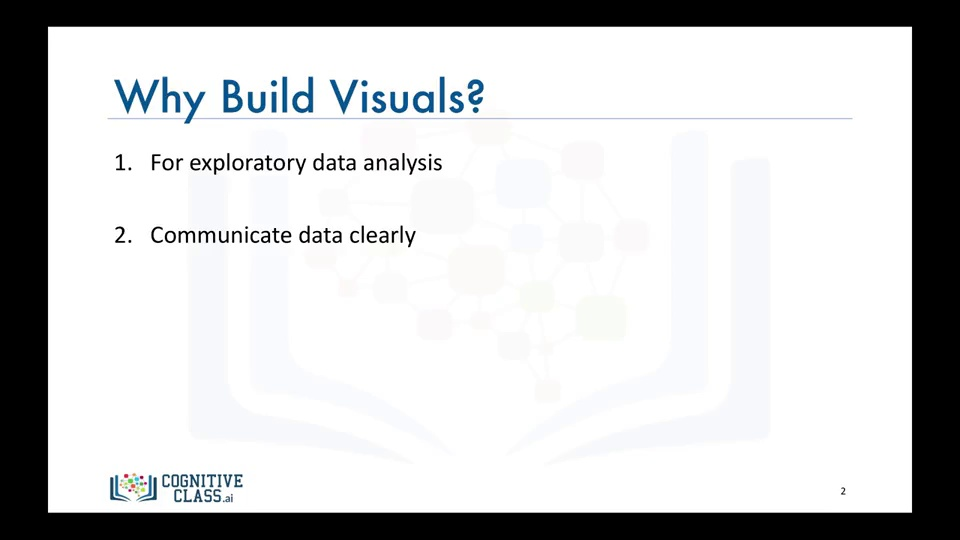 Why Build Visuals?
1. For exploratory data analysis
2. Communicate data clearly
COGNITIVE
CLASS.ai
2